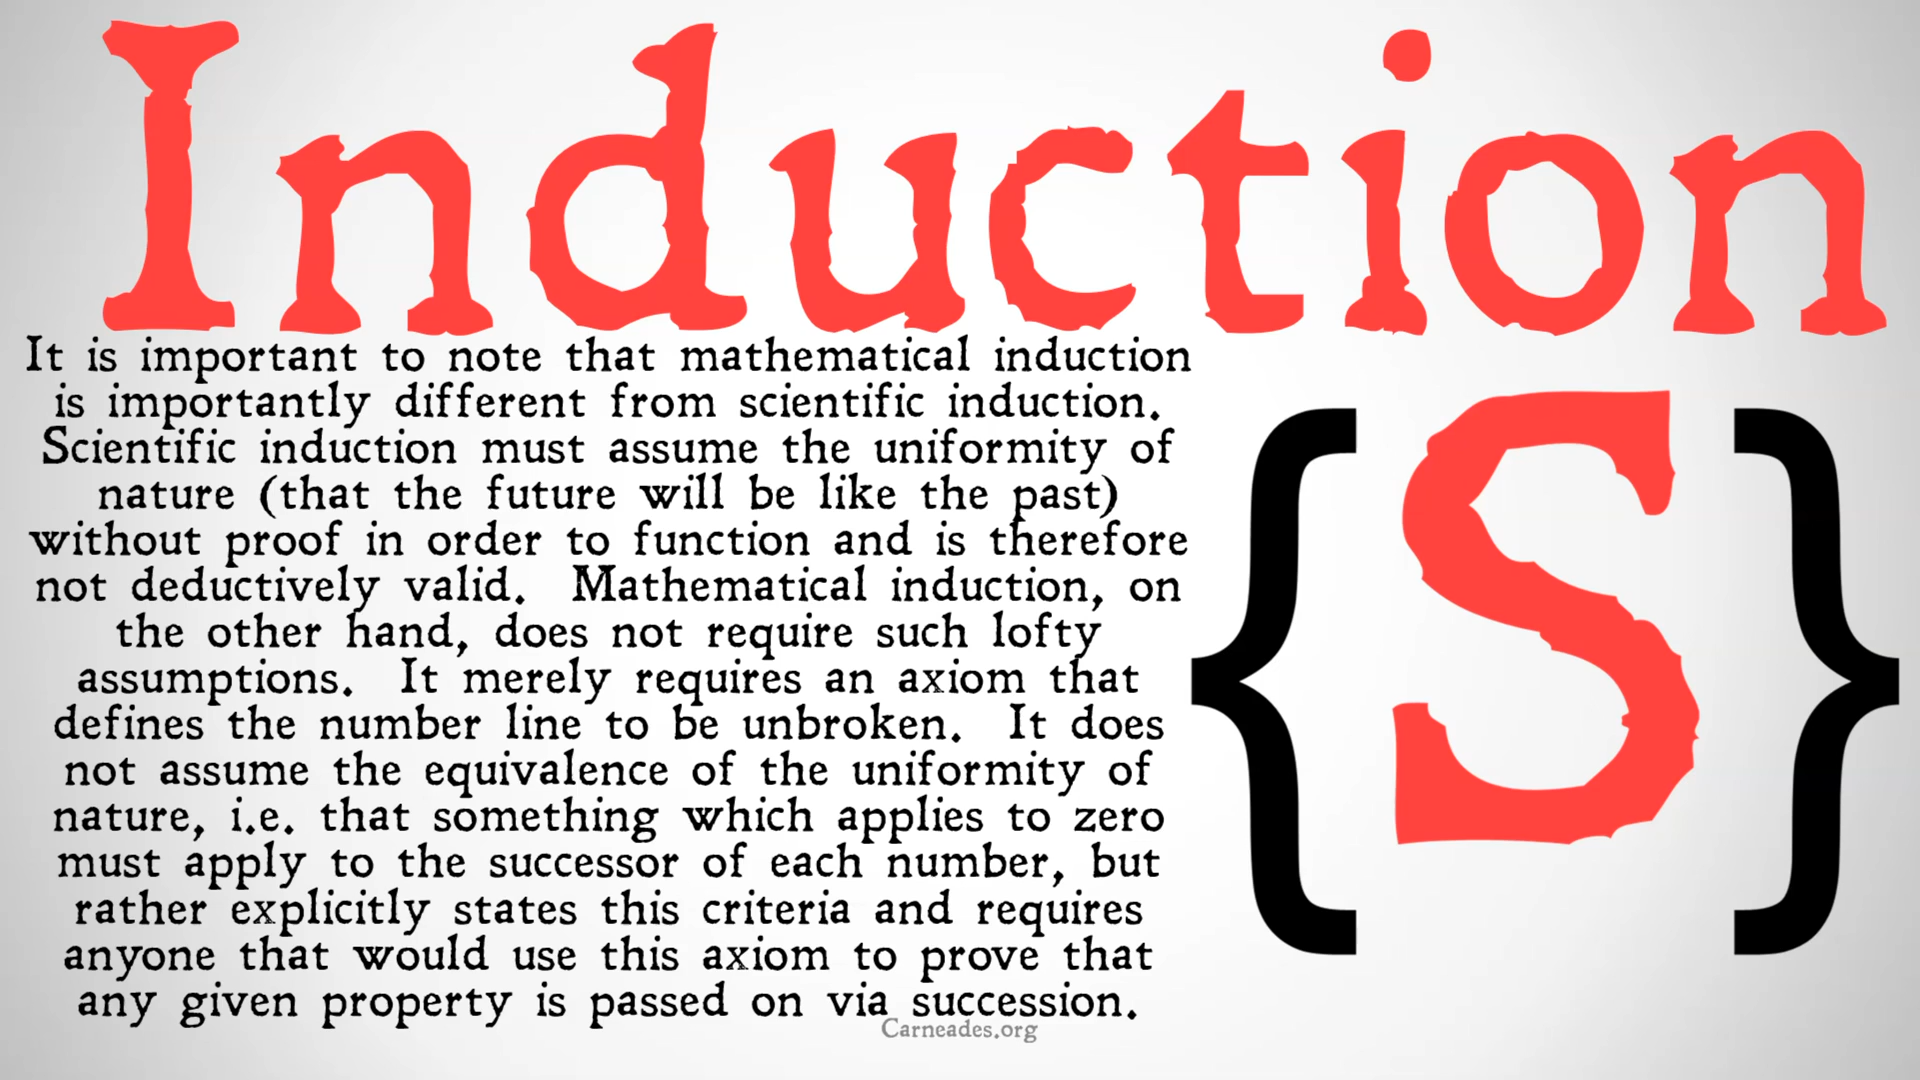 Induction
It is important to note that mathematical induction
is importantly different from scientific induction.
Scientific induction must assume the uniformity of
nature (that the future will be like the past)
without proof in order to function and is therefore
not deductively valid. Mathematical induction, on
the other hand, does not require such lofty
assumptions. It merely requires an axiom that
defines the number line to be unbroken. It does
not assume the equivalence of the uniformity of
nature, i.e. that something which applies to zero
must apply to the successor of each number, but
rather explicitly states this criteria and requires
anyone that would use this axiom to prove that
any given property is passed on via succession.
{S}
Carneades.org